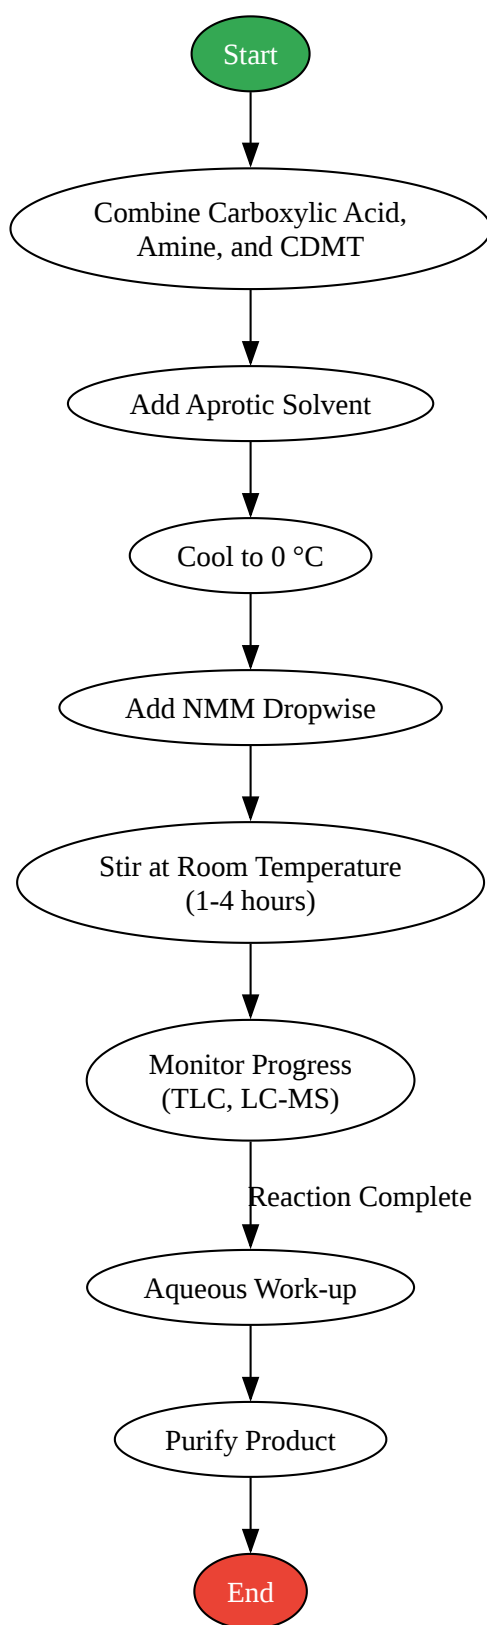 Start
Combine Carboxylic Acid,
Amine, and CDMT
Add Aprotic Solvent
Cool to 0 °C
Add NMM Dropwise
Stir at Room Temperature
(1-4 hours)
Monitor Progress
(TLC, LC-MS)
Reaction Complete
Aqueous Work-up
Purify Product
End